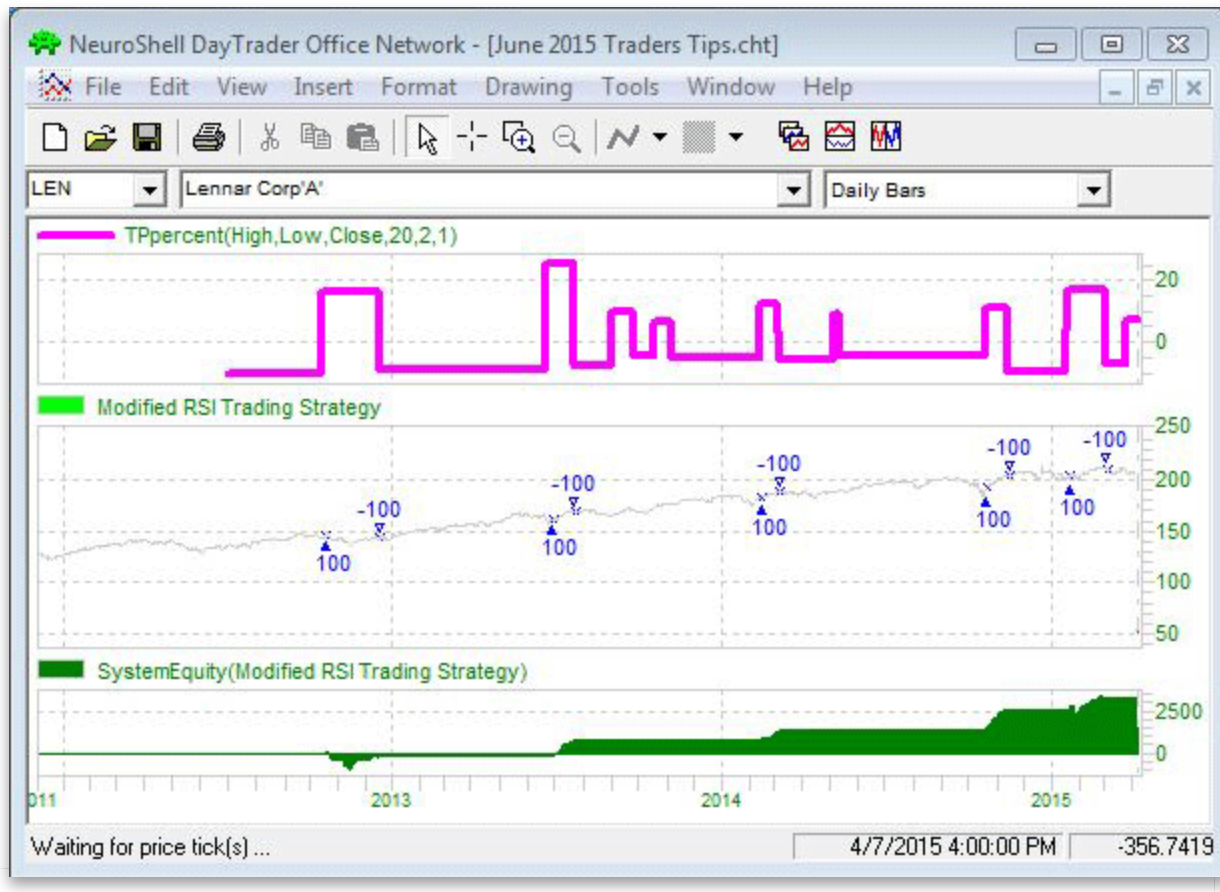 NeuroShell DayTrader Office Network - [June 2015 Traders Tips.cht]
File Edit View Insert Format Drawing Tools Window Help
LEN Lennar Corp'A' Daily Bars
TPpercent(High,Low,Close,20,2,1)
20
0
Modified RSI Trading Strategy
250
200
150
100
50
-100
100
-100
100
-100
100
-100
100
-100
100
SystemEquity(Modified RSI Trading Strategy)
2500
0
011 2013 2014 2015
Waiting for price tick(s) ... 4/7/2015 4:00:00 PM -356.7419